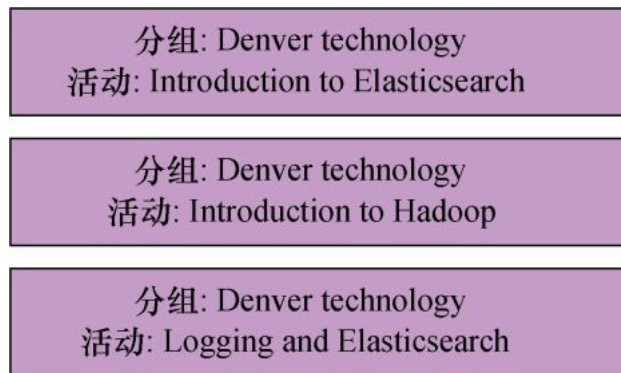 分组: Denver technology
活动: Introduction to Elasticsearch
分组: Denver technology
活动: Introduction to Hadoop
分组: Denver technology
活动: Logging and Elasticsearch